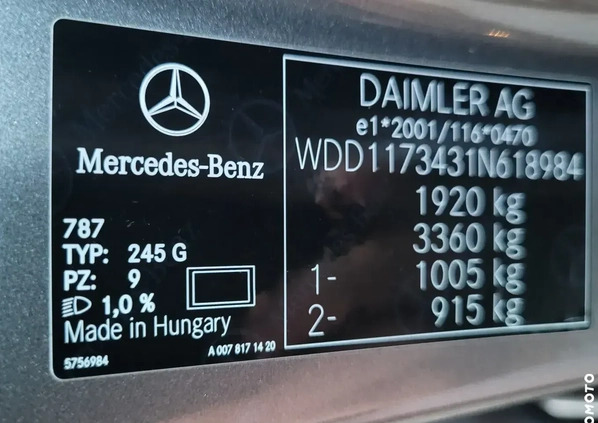 Mercedes-Benz
787
TYP: 245 G
PZ: 9
1,0 %
Made in Hungary
5756984
A 007 817 14 20
DAIMLER AG
e1*2001/116*0470
WDD1173431N618984
1920 kg
3360 kg
1- 1005 kg
2- 915 kg
OTOMOTO